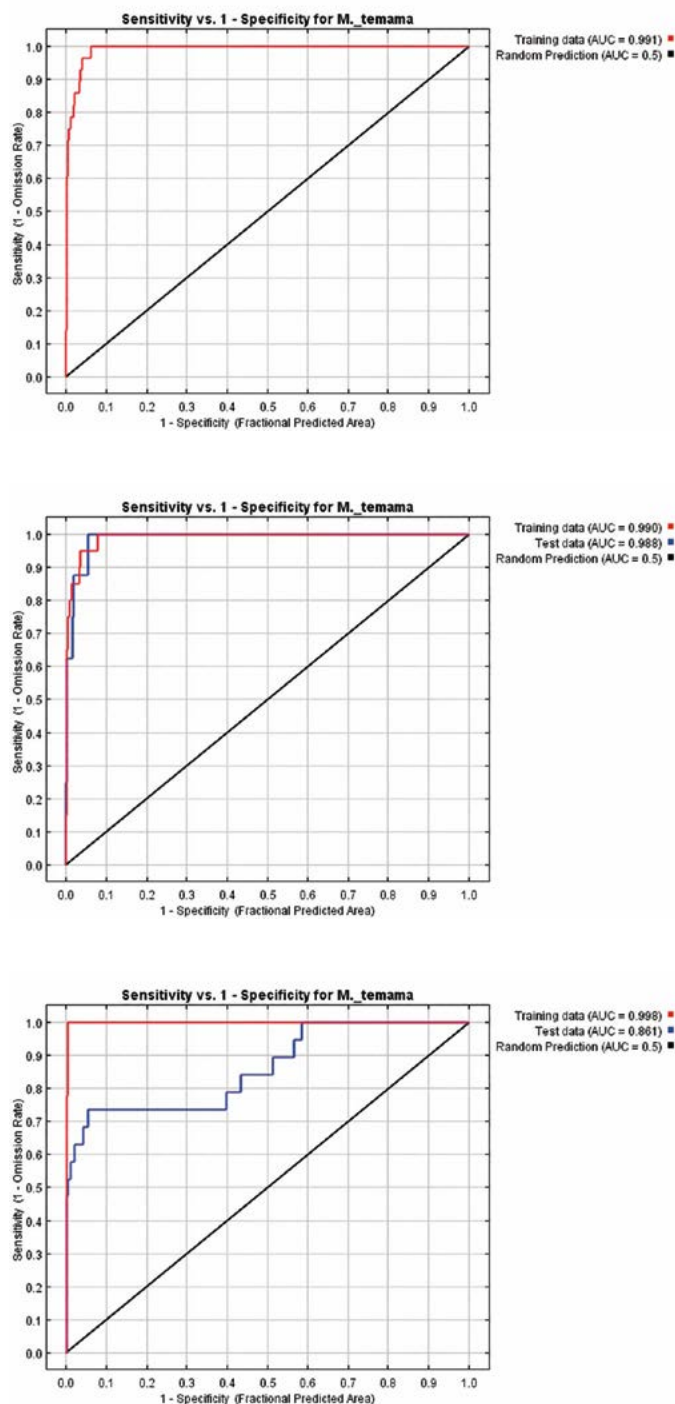 Sensitivity vs. 1 - Specificity for M._temama
Training data (AUC = 0.991)
Random Prediction (AUC = 0.5)
Sensitivity (1 - Omission Rate)
1.0
0.9
0.8
0.7
0.6
0.5
0.4
0.3
0.2
0.1
0.0
0.0 0.1 0.2 0.3 0.4 0.5 0.6 0.7 0.8 0.9 1.0
1 - Specificity (Fractional Predicted Area)
Sensitivity vs. 1 - Specificity for M._temama
Training data (AUC = 0.990)
Test data (AUC = 0.988)
Random Prediction (AUC = 0.5)
Sensitivity (1 - Omission Rate)
1.0
0.9
0.8
0.7
0.6
0.5
0.4
0.3
0.2
0.1
0.0
0.0 0.1 0.2 0.3 0.4 0.5 0.6 0.7 0.8 0.9 1.0
1 - Specificity (Fractional Predicted Area)
Sensitivity vs. 1 - Specificity for M._temama
Training data (AUC = 0.998)
Test data (AUC = 0.861)
Random Prediction (AUC = 0.5)
Sensitivity (1 - Omission Rate)
1.0
0.9
0.8
0.7
0.6
0.5
0.4
0.3
0.2
0.1
0.0
0.0 0.1 0.2 0.3 0.4 0.5 0.6 0.7 0.8 0.9 1.0
1 - Specificity (Fractional Predicted Area)